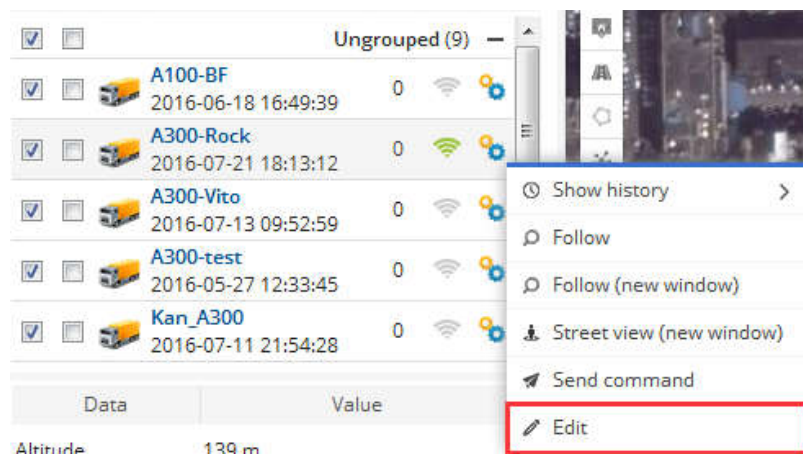 Ungrouped (9)
A100-BF
2016-06-18 16:49:39
0
A300-Rock
2016-07-21 18:13:12
0
A300-Vito
2016-07-13 09:52:59
0
A300-test
2016-05-27 12:33:45
0
Kan_A300
2016-07-11 21:54:28
0
Data Value
Altitude 139 m
Show history
Follow
Follow (new window)
Street view (new window)
Send command
Edit